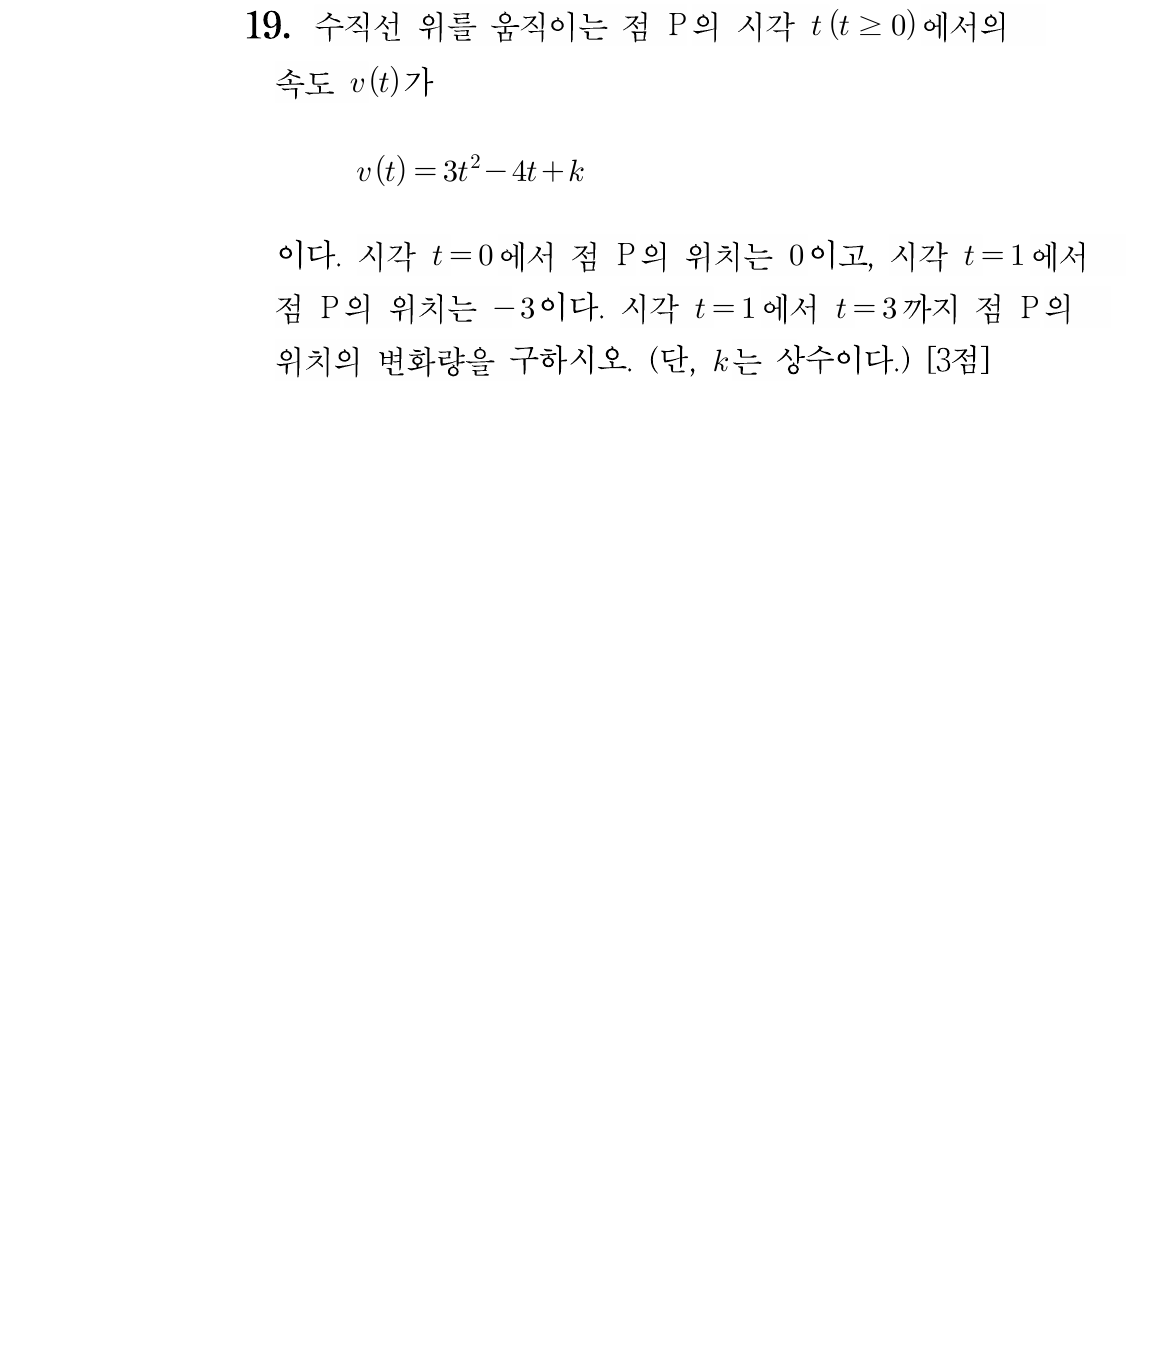 19. 수직선 위를 움직이는 점 P의 시각 t (t ≥ 0)에서의
속도 v(t)가
v(t) = 3t² − 4t + k
이다. 시각 t = 0에서 점 P의 위치는 0이고, 시각 t = 1에서
점 P의 위치는 −3이다. 시각 t = 1에서 t = 3까지 점 P의
위치의 변화량을 구하시오. (단, k는 상수이다.) [3점]